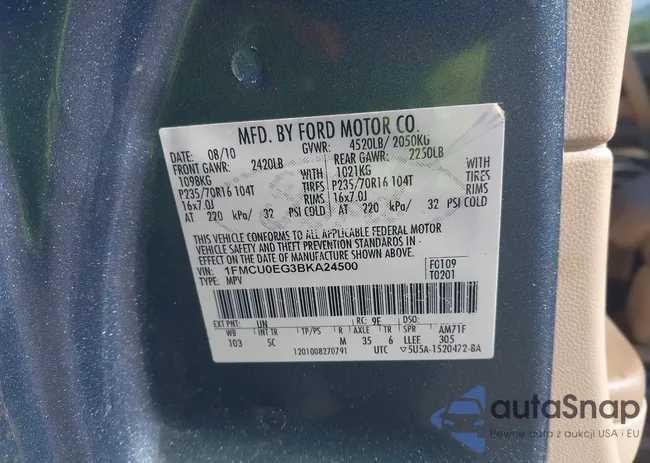 MFD. BY FORD MOTOR CO.
DATE: 08/10 GVWR: 4520LB/ 2050KG
FRONT GAWR: 2420LB REAR GAWR: 2250LB
1098KG WITH 1021KG WITH
P235/70R16 104T TIRES P235/70R16 104T TIRES
16x7.0J RIMS 16x7.0J RIMS
AT 220 kPa/ 32 PSI COLD AT 220 kPa/ 32 PSI COLD
THIS VEHICLE CONFORMS TO ALL APPLICABLE FEDERAL MOTOR
VEHICLE SAFETY AND THEFT PREVENTION STANDARDS IN
EFFECT ON THE DATE OF MANUFACTURE SHOWN ABOVE.
VIN: 1FMCU0EG3BKA24500 FC109
TYPE: MPV T0201
EXT PNT: UN RC: 9E DSO:
WB INT TR TP/PS R AXLE TR SPR AM71F
103 5C M 35 6 LLEE 305
1201008270791 UTC ▽5U5A-1520472-BA
autaSnap
Pewne auta z aukcji USA i EU